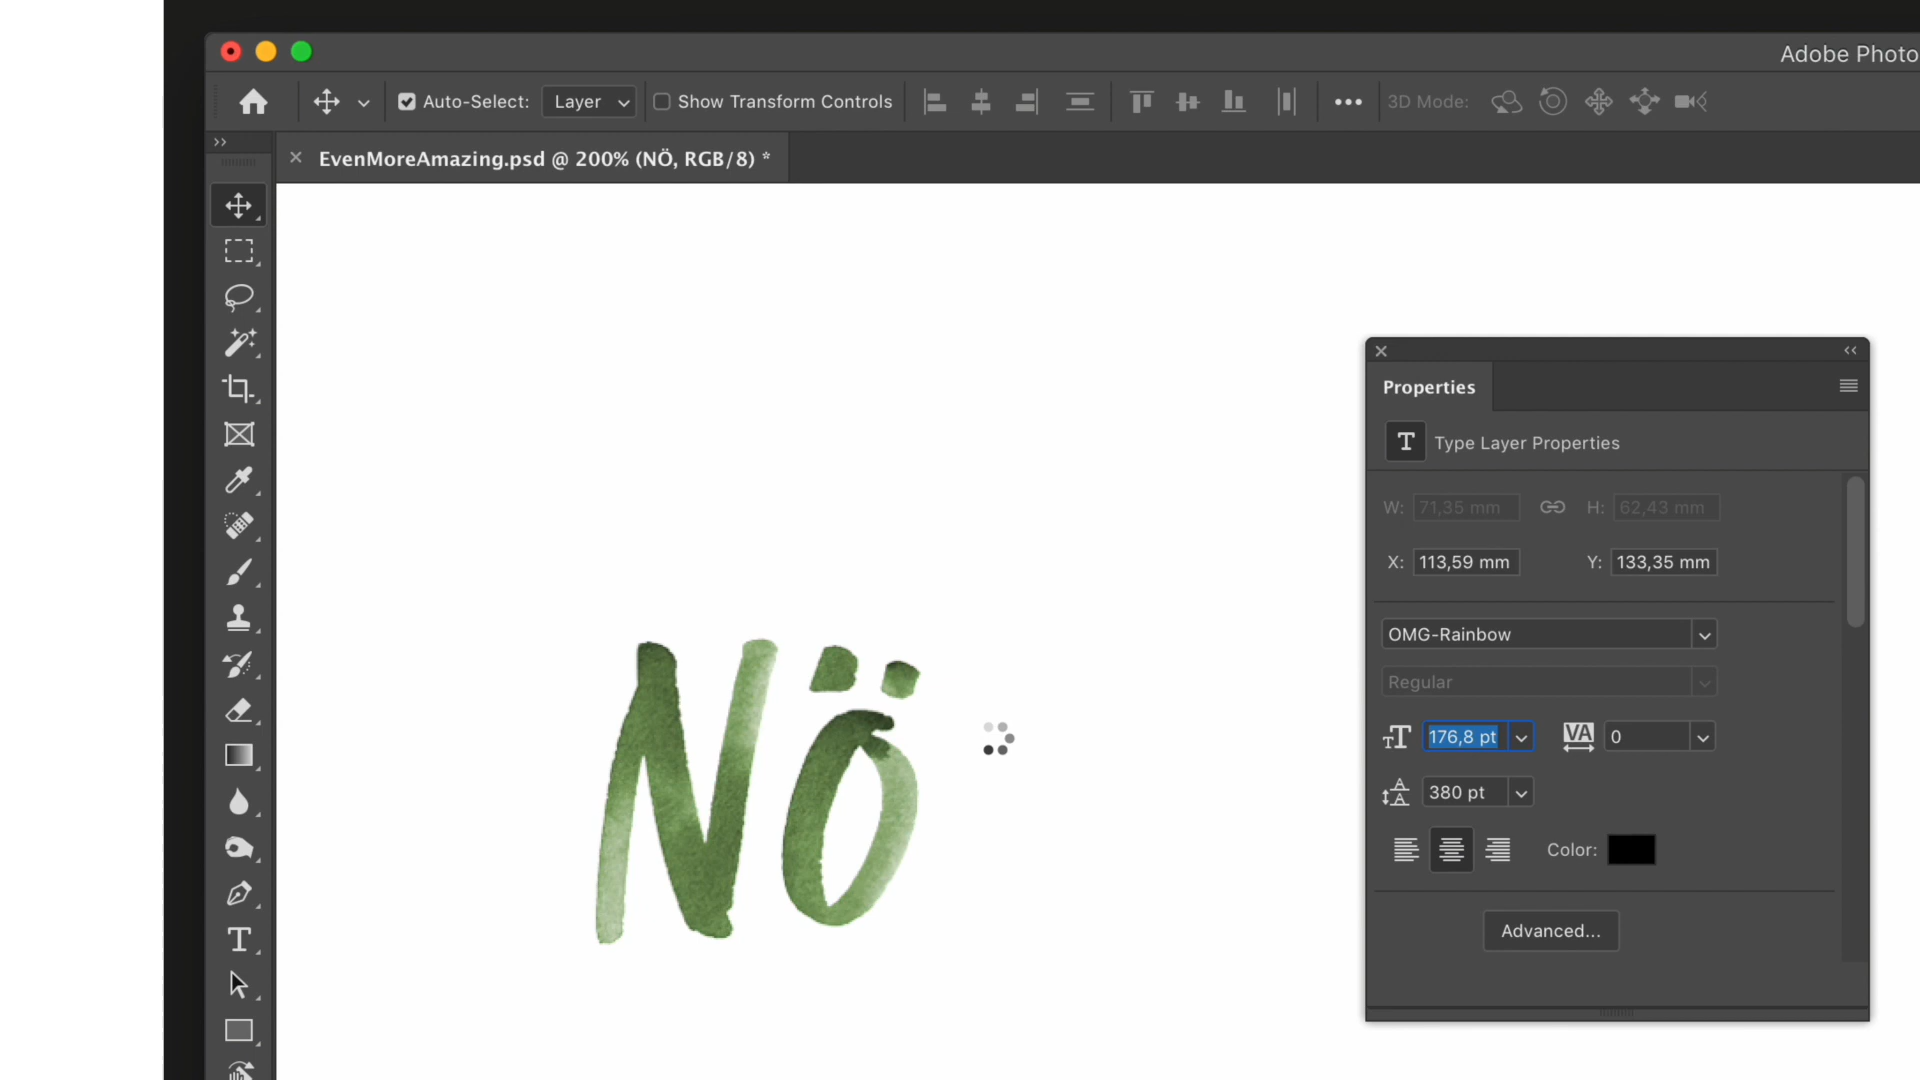 Adobe Photo
Auto-Select: Layer Show Transform Controls 3D Mode:
EvenMoreAmazing.psd @ 200% (NÖ, RGB/8) *
Properties
T Type Layer Properties
W: 71,35 mm H: 62,43 mm
X: 113,59 mm Y: 133,35 mm
OMG-Rainbow
Regular
176,8 pt VA 0
380 pt
Color:
Advanced...
NÖ